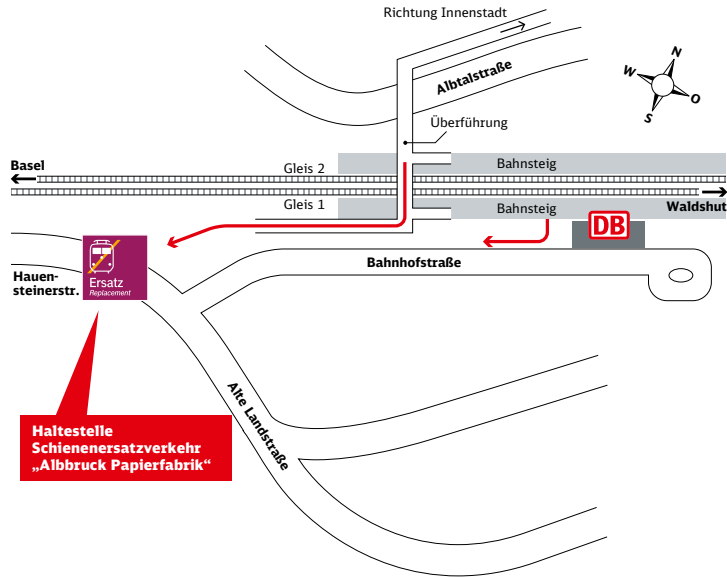 Richtung Innenstadt
Albtalstraße
N
W
O
S
Überführung
Basel
Gleis 2
Bahnsteig
Gleis 1
Bahnsteig
Waldshut
DB
Bahnhofstraße
Hauen-
steinerstr.
Ersatz
Replacement
Alte Landstraße
Haltestelle
Schienenersatzverkehr
„Albbruck Papierfabrik“